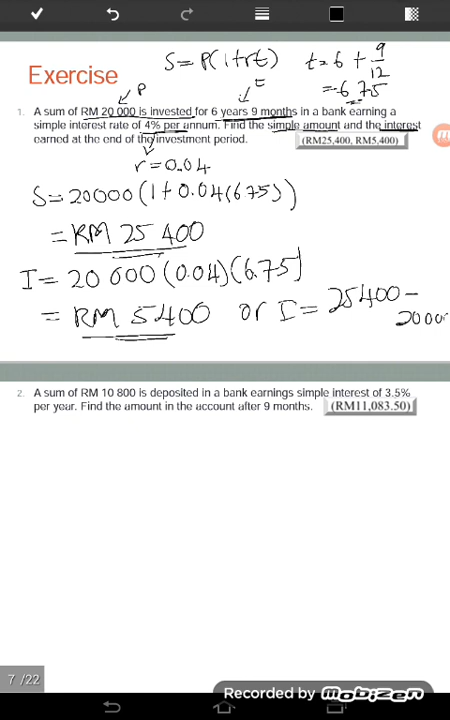 S = P(1+rt)
t = 6 + 9/12
= 6.75
Exercise
P
t
1. A sum of RM 20 000 is invested for 6 years 9 months in a bank earning a
simple interest rate of 4% per annum. Find the simple amount and the interest
earned at the end of the investment period. (RM25,400, RM5,400)
r = 0.04
S = 20000 (1 + 0.04(6.75))
= RM 25 400
I = 20 000 (0.04)(6.75)
= RM 5400 or I = 25400 -
20000
2. A sum of RM 10 800 is deposited in a bank earnings simple interest of 3.5%
per year. Find the amount in the account after 9 months. (RM11,083.50)
7 /22
Recorded by Mobizen